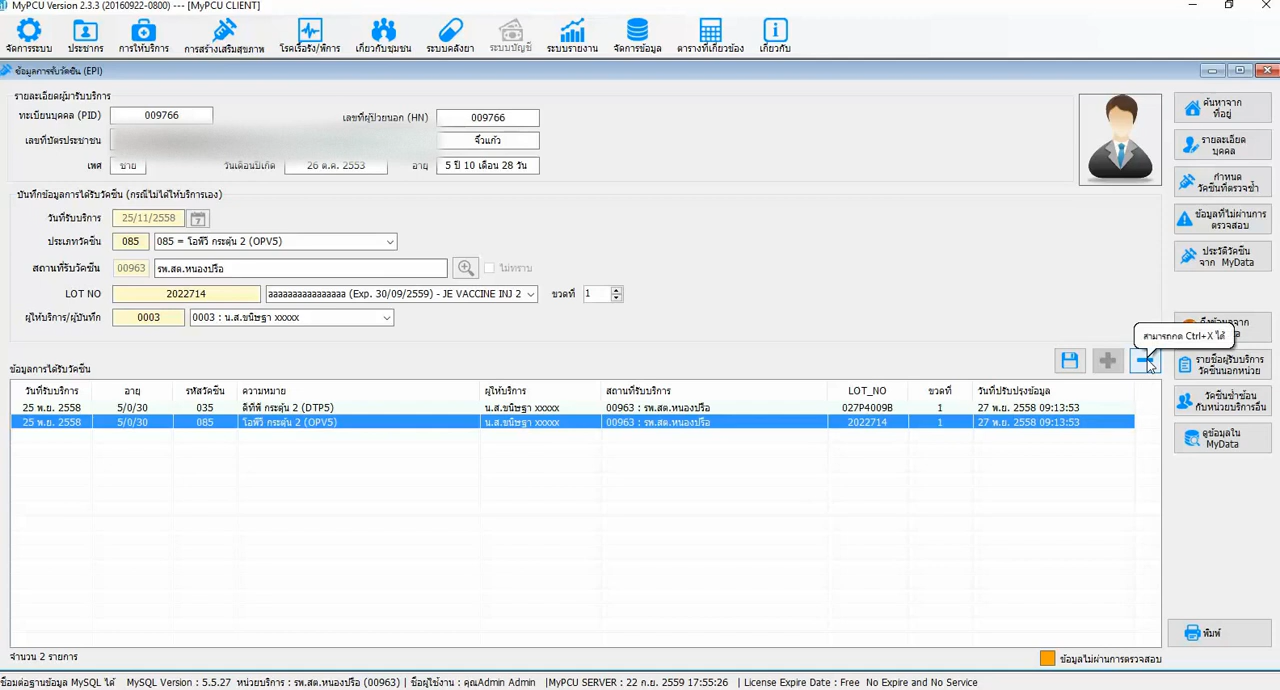 MyPCU Version 2.3.3 (20160922-0800) --- [MyPCU CLIENT]
จัดการระบบ ประชากร การให้บริการ การสร้างเสริมสุขภาพ โรคเรื้อรัง/พิการ เกี่ยวกับชุมชน ระบบคลังยา ระบบบัญชี ระบบรายงาน จัดการข้อมูล ตารางที่เกี่ยวข้อง เกี่ยวกับ
ข้อมูลการรับวัคซีน (EPI)
รายละเอียดผู้มารับบริการ
ทะเบียนบุคคล (PID) 009766 เลขที่ผู้ป่วยนอก (HN) 009766
เลขที่บัตรประชาชน จิ๋วแก้ว
เพศ ชาย วันเดือนปีเกิด 26 ต.ค. 2553 อายุ 5 ปี 10 เดือน 28 วัน
ค้นหาจาก
ที่อยู่
รายละเอียด
บุคคล
กำหนด
วัคซีนที่ตรวจซ้ำ
ข้อมูลที่ไม่ผ่านการ
ตรวจสอบ
ประวัติวัคซีน
จาก MyData
บันทึกข้อมูลการได้รับวัคซีน (กรณีไม่ได้ให้บริการเอง)
วันที่รับบริการ 25/11/2558
ประเภทวัคซีน 085 085 = โอพีวี กระตุ้น 2 (OPV5)
สถานที่รับวัคซีน 00963 รพ.สต.หนองปรือ ไม่ทราบ
LOT NO 2022714 aaaaaaaaaaaaaaaa (Exp. 30/09/2559) - JE VACCINE INJ 2 ขวดที่ 1
ผู้ให้บริการ/ผู้บันทึก 0003 0003 : น.ส.ขนิษฐา xxxxx
สามารถกด Ctrl+X ได้
รายชื่อผู้รับบริการ
วัคซีนนอกหน่วย
วัคซีนซ้ำซ้อน
กับหน่วยบริการอื่น
ดูข้อมูลใน
MyData
ข้อมูลการได้รับวัคซีน
วันที่รับบริการ อายุ รหัสวัคซีน ความหมาย ผู้ให้บริการ สถานที่รับบริการ LOT_NO ขวดที่ วันที่ปรับปรุงข้อมูล
25 พ.ย. 2558 5/0/30 035 ดีทีพี กระตุ้น 2 (DTP5) น.ส.ขนิษฐา xxxxx 00963 : รพ.สต.หนองปรือ 027P4009B 1 27 พ.ย. 2558 09:13:53
25 พ.ย. 2558 5/0/30 085 โอพีวี กระตุ้น 2 (OPV5) น.ส.ขนิษฐา xxxxx 00963 : รพ.สต.หนองปรือ 2022714 1 27 พ.ย. 2558 09:13:53
พิมพ์
จำนวน 2 รายการ ข้อมูลไม่ผ่านการตรวจสอบ
ชื่อมต่อฐานข้อมูล MySQL ได้ MySQL Version : 5.5.27 หน่วยบริการ : รพ.สต.หนองปรือ (00963) | ชื่อผู้ใช้งาน : คุณAdmin Admin |MyPCU SERVER : 22 ก.ย. 2559 17:55:26 | License Expire Date : Free No Expire and No Service